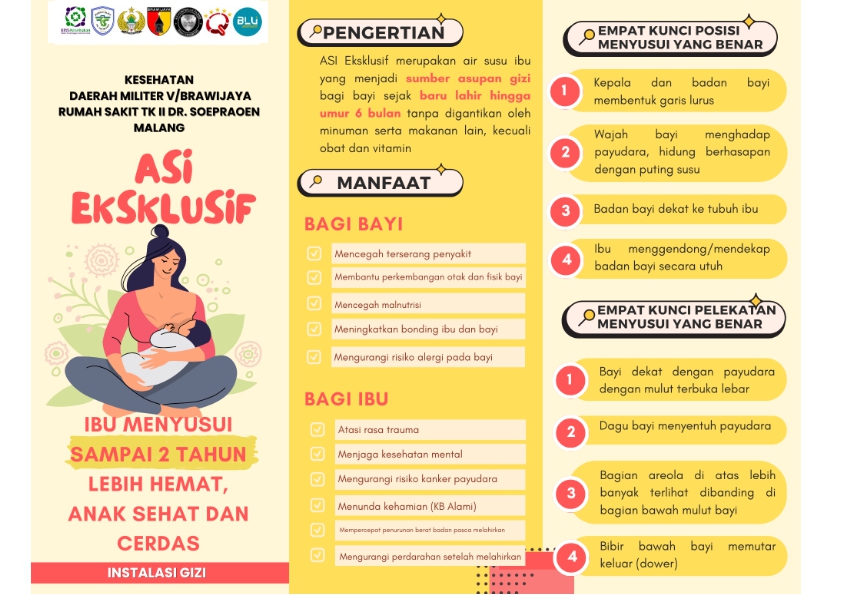 BLU
KESEHATAN
DAERAH MILITER V/BRAWIJAYA
RUMAH SAKIT TK II DR. SOEPRAOEN
MALANG
ASI
EKSKLUSIF
IBU MENYUSUI
SAMPAI 2 TAHUN
LEBIH HEMAT,
ANAK SEHAT DAN
CERDAS
INSTALASI GIZI
PENGERTIAN
ASI Eksklusif merupakan air susu ibu
yang menjadi sumber asupan gizi
bagi bayi sejak baru lahir hingga
umur 6 bulan tanpa digantikan oleh
minuman serta makanan lain, kecuali
obat dan vitamin
MANFAAT
BAGI BAYI
Mencegah terserang penyakit
Membantu perkembangan otak dan fisik bayi
Mencegah malnutrisi
Meningkatkan bonding ibu dan bayi
Mengurangi risiko alergi pada bayi
BAGI IBU
Atasi rasa trauma
Menjaga kesehatan mental
Mengurangi risiko kanker payudara
Menunda kehamian (KB Alami)
Mempercepat penurunan berat badan pasca melahirkan
Mengurangi perdarahan setelah melahirkan
EMPAT KUNCI POSISI
MENYUSUI YANG BENAR
1 Kepala dan badan bayi
membentuk garis lurus
2 Wajah bayi menghadap
payudara, hidung berhasapan
dengan puting susu
3 Badan bayi dekat ke tubuh ibu
4 Ibu menggendong/mendekap
badan bayi secara utuh
EMPAT KUNCI PELEKATAN
MENYUSUI YANG BENAR
1 Bayi dekat dengan payudara
dengan mulut terbuka lebar
2 Dagu bayi menyentuh payudara
3 Bagian areola di atas lebih
banyak terlihat dibanding di
bagian bawah mulut bayi
4 Bibir bawah bayi memutar
keluar (dower)